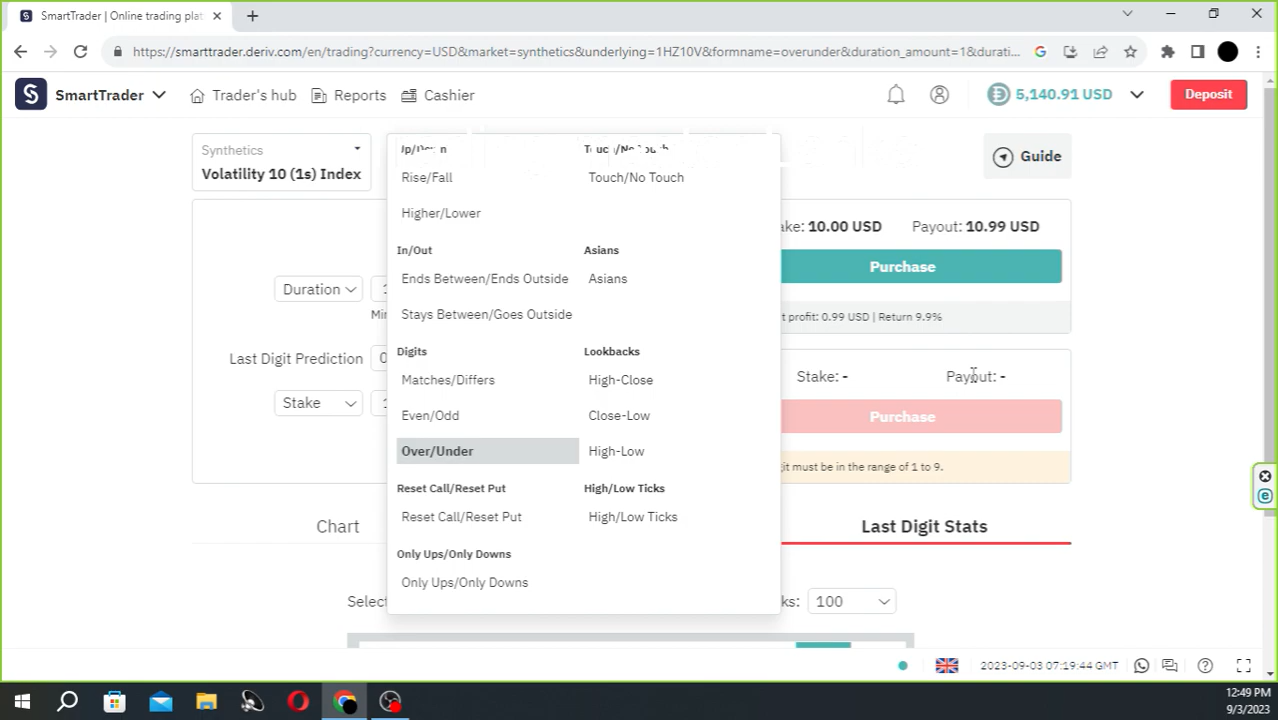 SmartTrader | Online trading plat
https://smarttrader.deriv.com/en/trading?currency=USD&market=synthetics&underlying=1HZ10V&formname=overunder&duration_amount=1&durati...
SmartTrader
Trader's hub
Reports
Cashier
5,140.91 USD
Deposit
Synthetics
Volatility 10 (1s) Index
Guide
Up/Down
Touch/No Touch
Rise/Fall
Touch/No Touch
Higher/Lower
In/Out
Asians
Ends Between/Ends Outside
Asians
Stays Between/Goes Outside
Digits
Lookbacks
Matches/Differs
High-Close
Even/Odd
Close-Low
Over/Under
High-Low
Reset Call/Reset Put
High/Low Ticks
Reset Call/Reset Put
High/Low Ticks
Only Ups/Only Downs
Only Ups/Only Downs
Duration
Last Digit Prediction
Stake
10.00 USD
Payout: 10.99 USD
Purchase
profit: 0.99 USD | Return 9.9%
Stake: -
Payout: -
Purchase
must be in the range of 1 to 9.
Chart
Last Digit Stats
100
2023-09-03 07:19:44 GMT
12:49 PM
9/3/2023